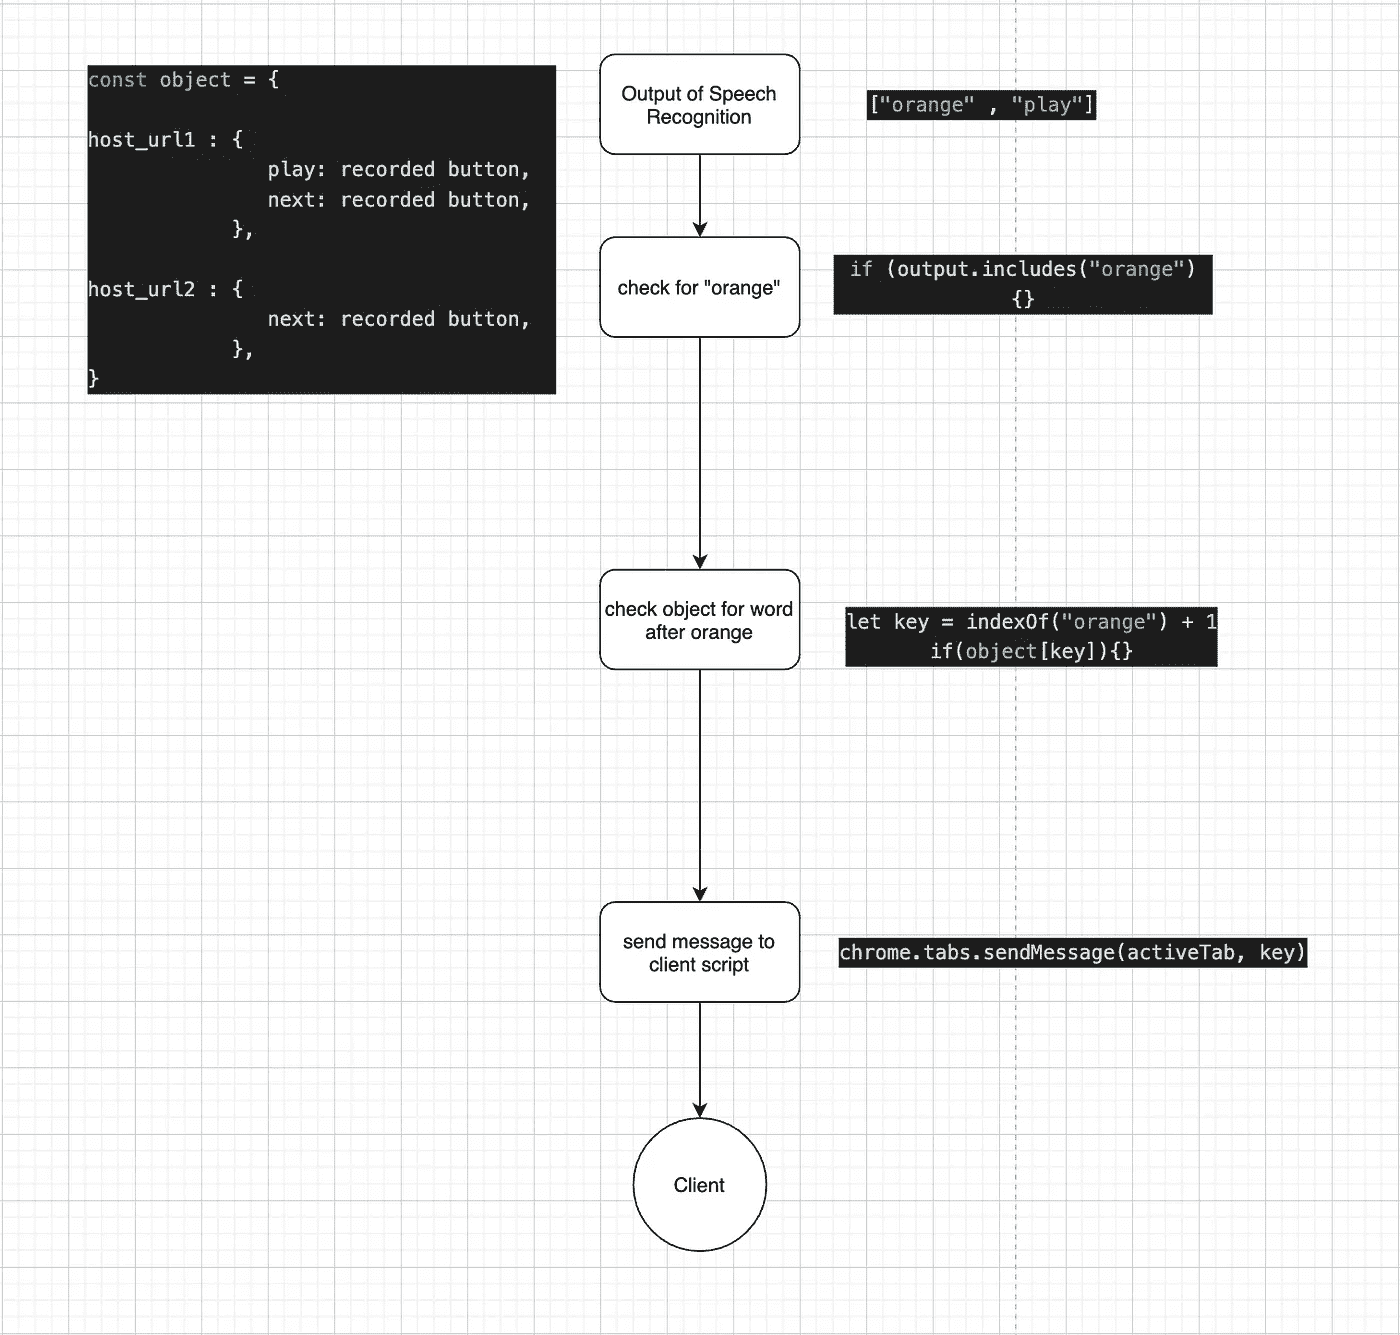 const object = {
host_url1 : {
play: recorded button,
next: recorded button,
},
host_url2 : {
next: recorded button,
},
}
Output of Speech
Recognition
["orange" , "play"]
check for "orange"
if (output.includes("orange")
{}
check object for word
after orange
let key = indexOf("orange") + 1
if(object[key]){}
send message to
client script
chrome.tabs.sendMessage(activeTab, key)
Client